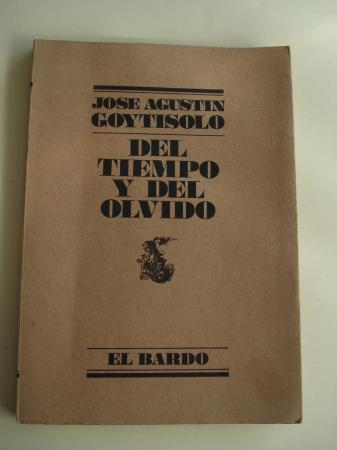 JOSE AGUSTIN
GOYTISOLO
DEL
TIEMPO
Y DEL
OLVIDO
EL BARDO